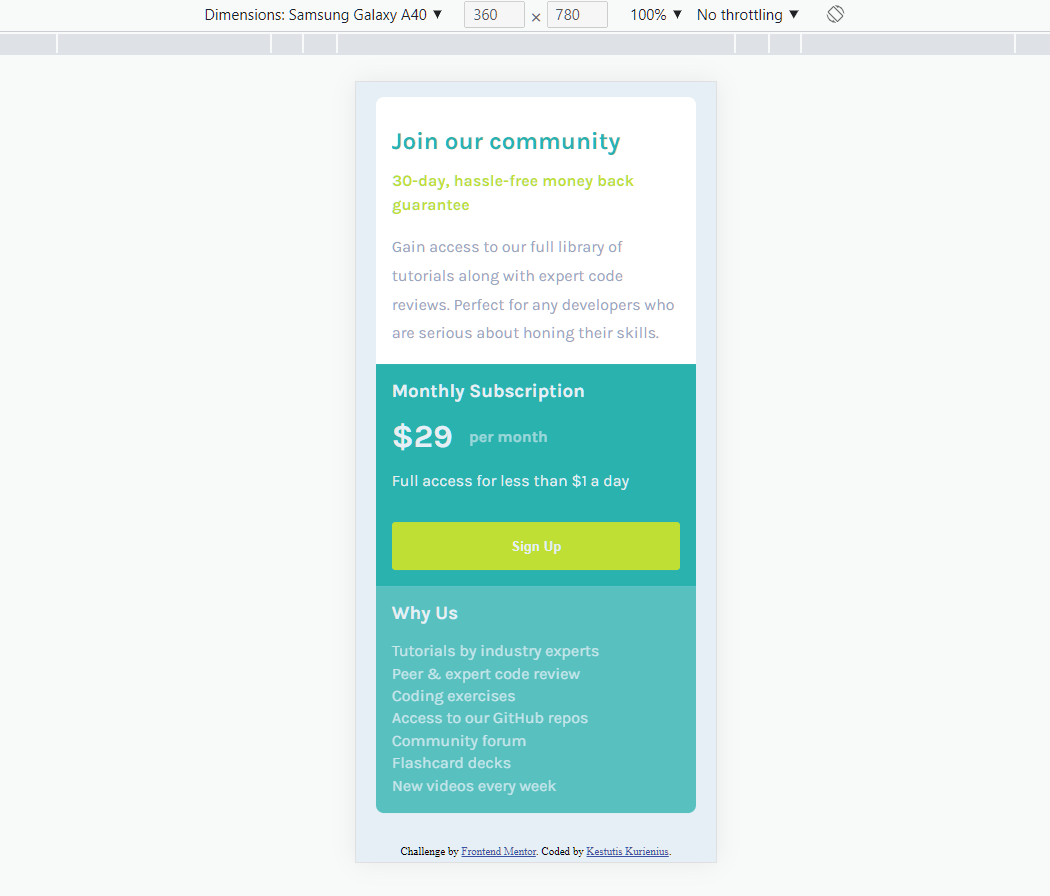 Dimensions: Samsung Galaxy A40 ▼ 360 × 780 100% ▼ No throttling ▼
Join our community
30-day, hassle-free money back
guarantee
Gain access to our full library of
tutorials along with expert code
reviews. Perfect for any developers who
are serious about honing their skills.
Monthly Subscription
$29 per month
Full access for less than $1 a day
Sign Up
Why Us
Tutorials by industry experts
Peer & expert code review
Coding exercises
Access to our GitHub repos
Community forum
Flashcard decks
New videos every week
Challenge by Frontend Mentor. Coded by Kestutis Kurienius.